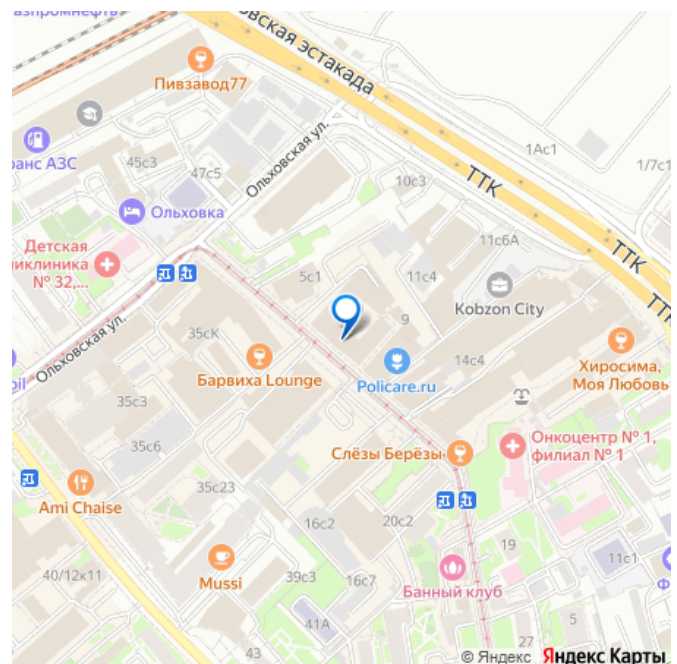 азпромнефть
вская эстакада
Пивзавод77
1Ас1
1/7с1
ранс АЗС
45с3
47с5
Ольховская ул.
10с3
ТТК
Ольховка
Детская
иклиника
№ 32,...
11с6А
ТТК
5с1
11с4
Kobzon City
ТТК
9
35сК
14с4
Ольховская ул.
Барвиха Lounge
Policare.ru
Хиросима,
Моя Любовь
bil
35с3
35с6
Слёзы Берёзы
Онкоцентр № 1,
филиал № 1
Ami Chaise
35с23
16с2
20с2
19
11с1
40/12к11
Mussi
39с3
16с7
Банный клуб
Ф
41А
5
43
27
© Яндекс Яндекс Карты